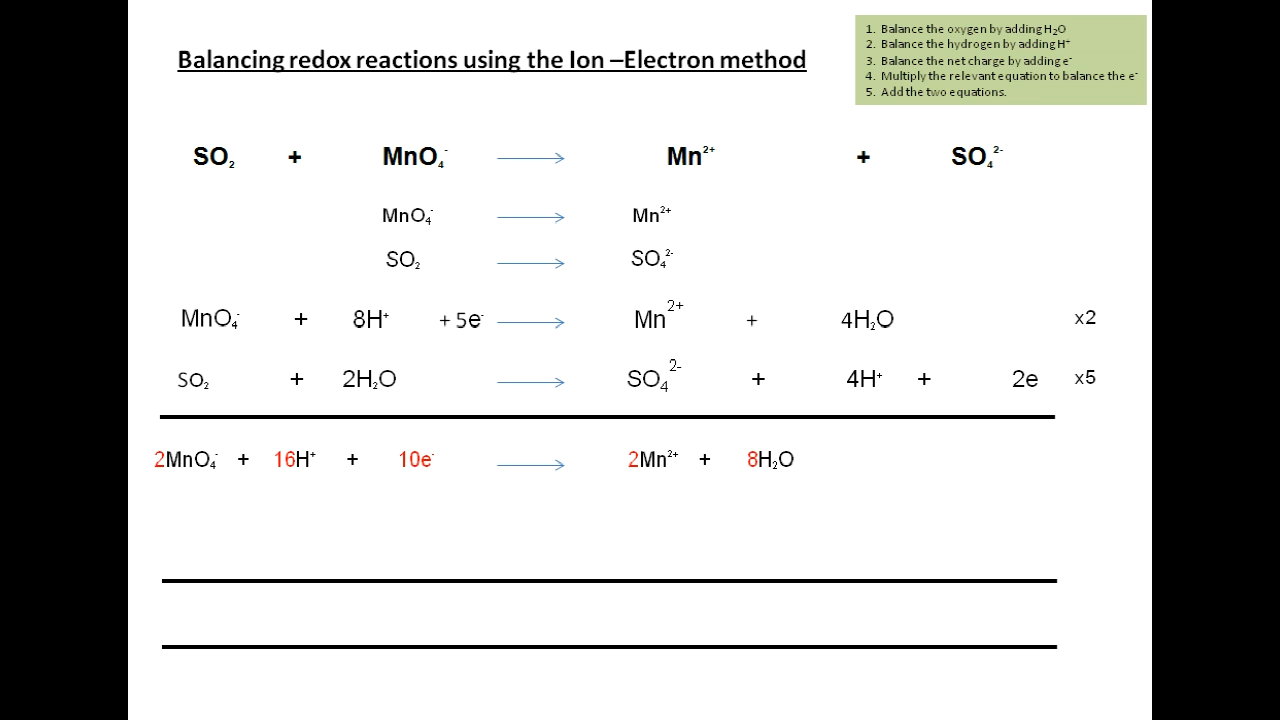 Balancing redox reactions using the Ion –Electron method
1. Balance the oxygen by adding H₂O
2. Balance the hydrogen by adding H⁺
3. Balance the net charge by adding e⁻
4. Multiply the relevant equation to balance the e⁻
5. Add the two equations.
SO₂ + MnO₄⁻ → Mn²⁺ + SO₄²⁻
MnO₄⁻ → Mn²⁺
SO₂ → SO₄²⁻
MnO₄⁻ + 8H⁺ + 5e⁻ → Mn²⁺ + 4H₂O x2
SO₂ + 2H₂O → SO₄²⁻ + 4H⁺ + 2e x5
2MnO₄⁻ + 16H⁺ + 10e⁻ → 2Mn²⁺ + 8H₂O